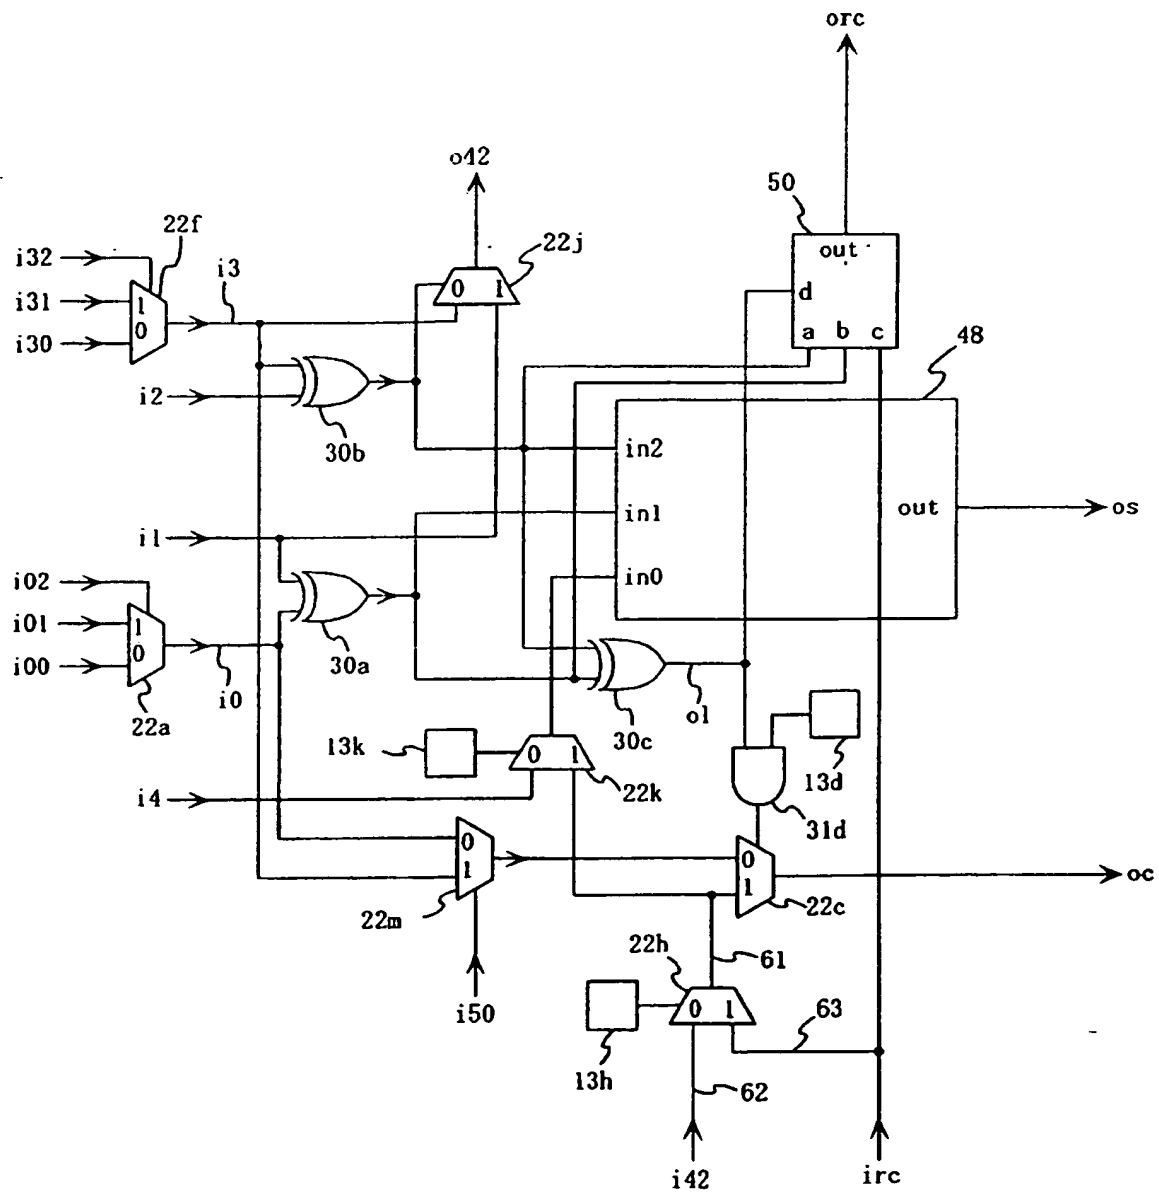 orc
o42
50
22f
i32
i3
22j
out
i31
1
0
1
d
i30
0
a b c
48
i2
30b
in2
in1
out
os
i1
i02
in0
i01
1
i00
0
30a
i0
o1
22a
30c
13k
0 1
13d
i4
22k
31d
0
0
1
1
oc
22m
22c
22h
61
i50
0 1
63
13h
62
i42
irc